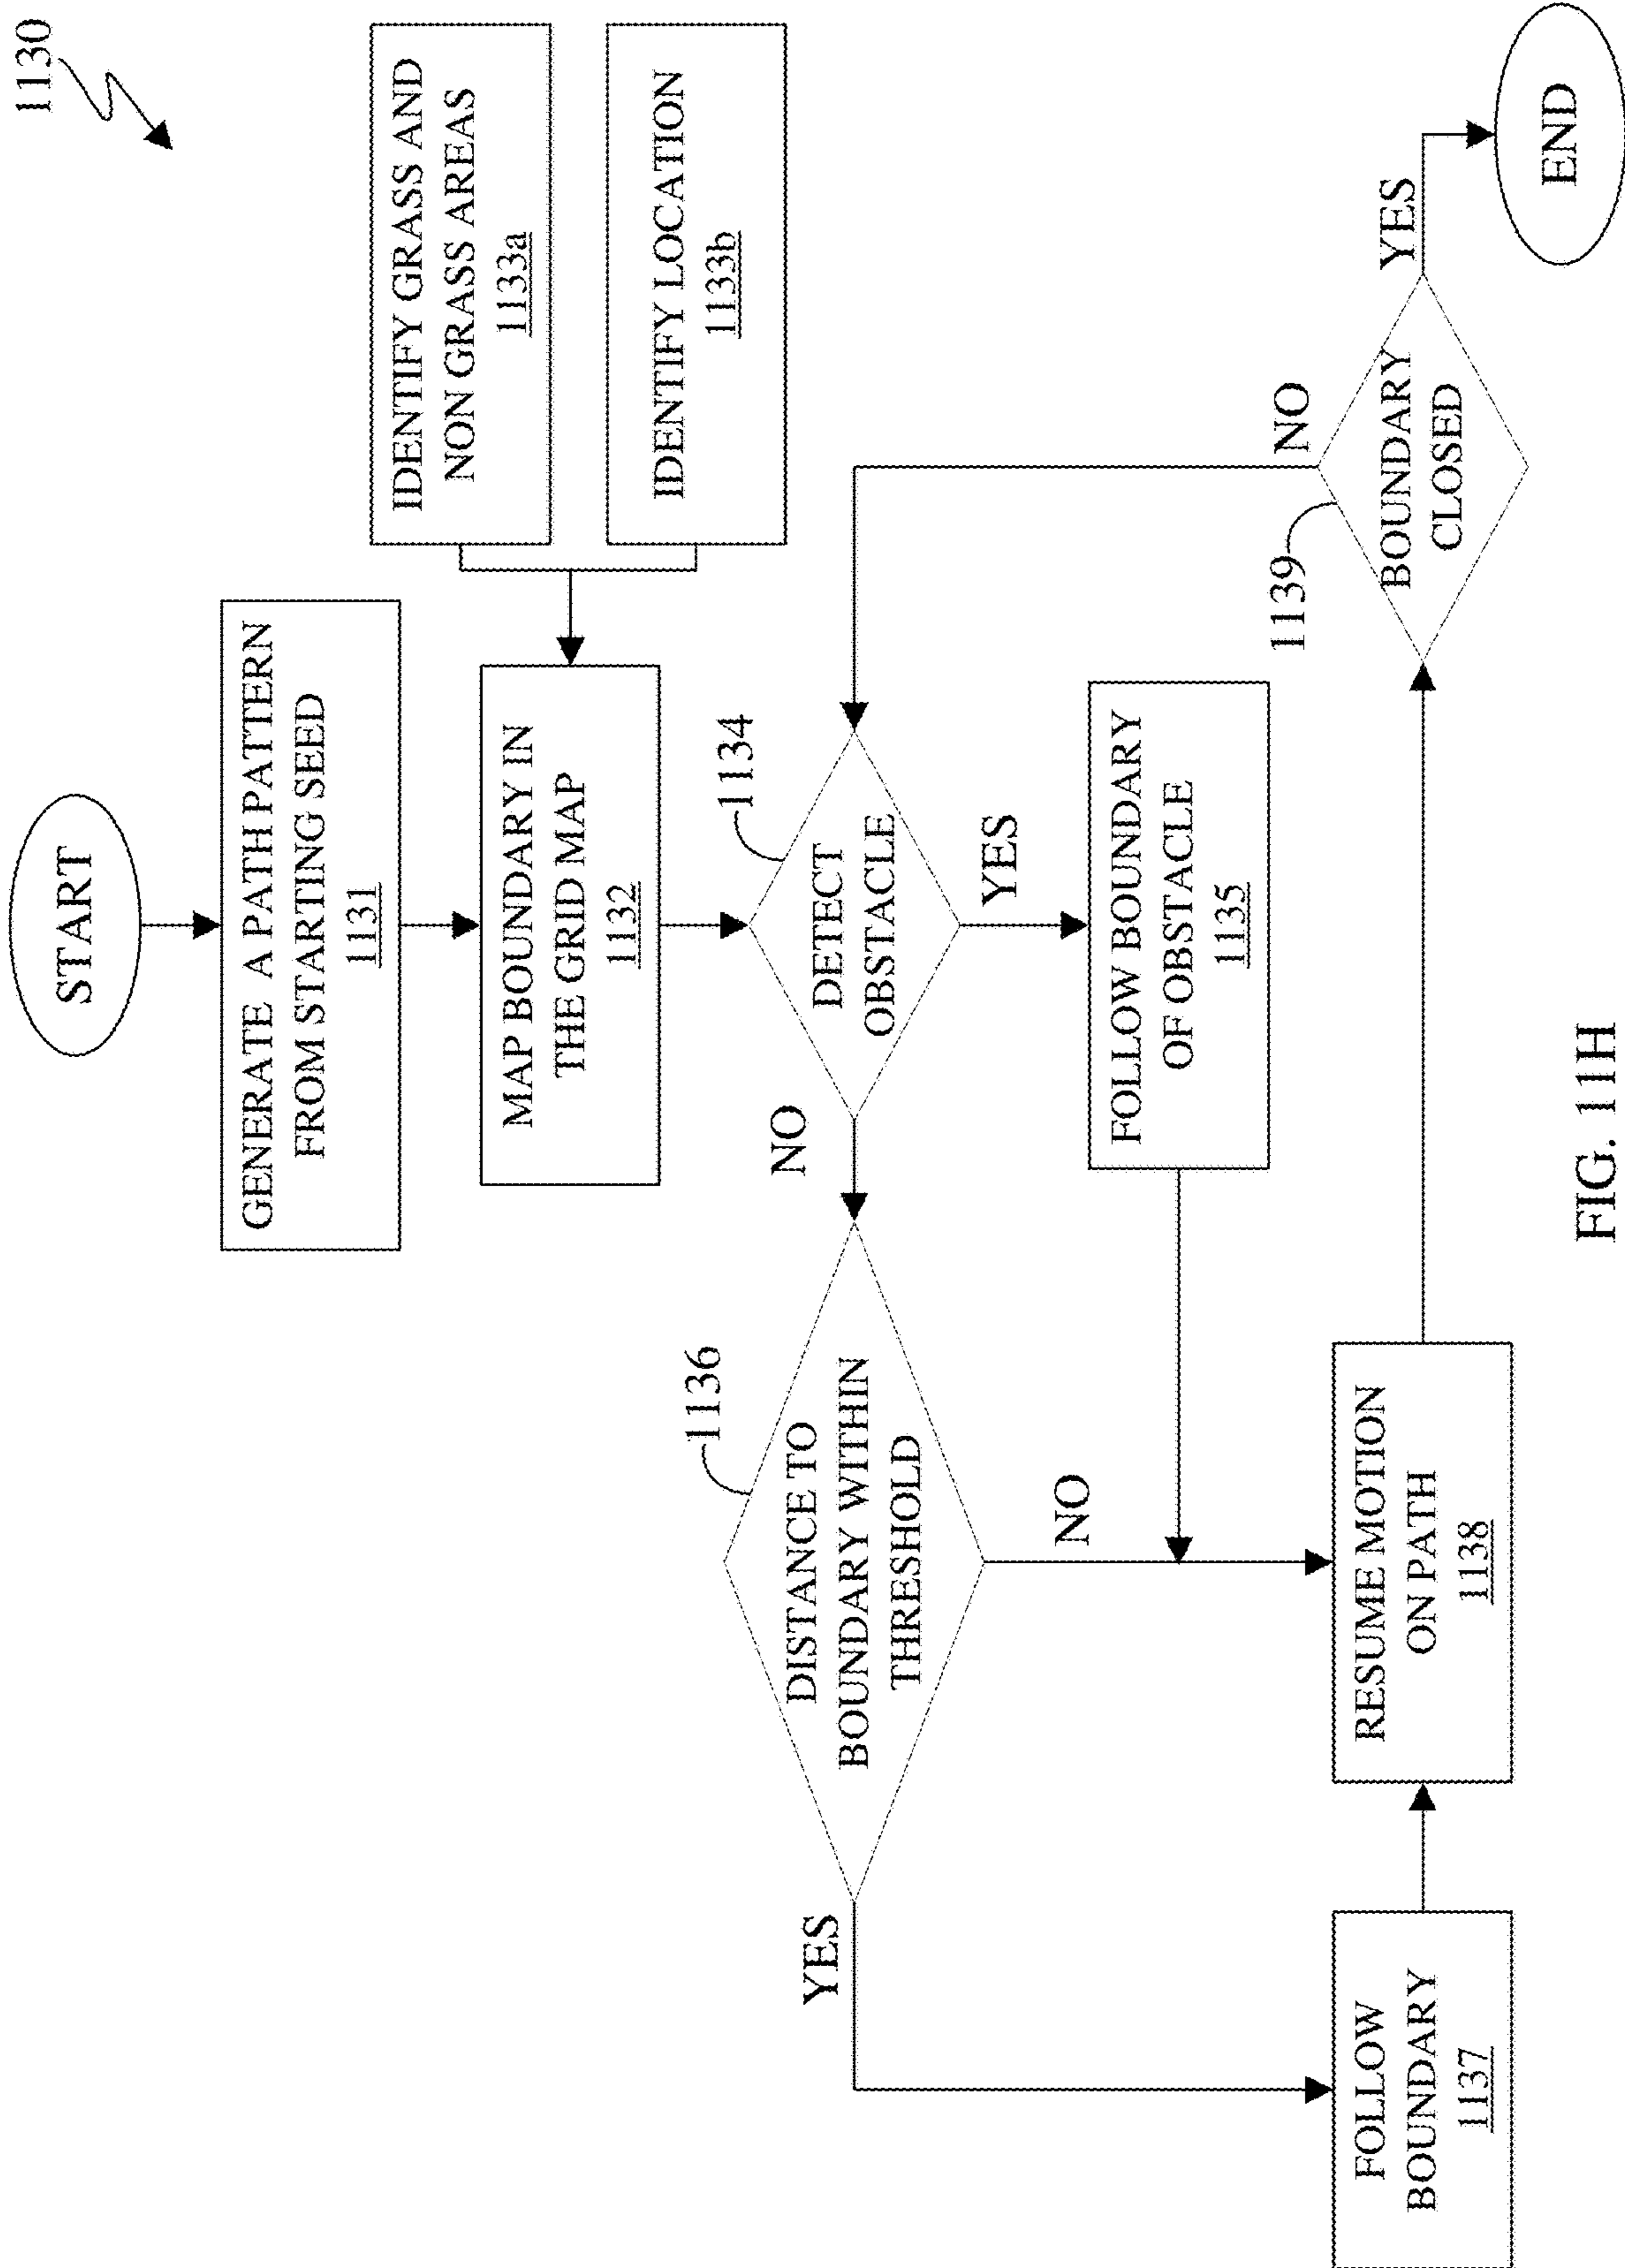 1130
START
GENERATE A PATH PATTERN
FROM STARTING SEED
1131
IDENTIFY GRASS AND
NON GRASS AREAS
1133a
MAP BOUNDARY IN
THE GRID MAP
1132
IDENTIFY LOCATION
1133b
1136
DISTANCE TO
BOUNDARY WITHIN
THRESHOLD
YES
NO
NO
1134
DETECT
OBSTACLE
YES
FOLLOW BOUNDARY
OF OBSTACLE
1135
FOLLOW
BOUNDARY
1137
RESUME MOTION
ON PATH
1138
1139
NO
BOUNDARY
CLOSED
YES
END
FIG. 11H